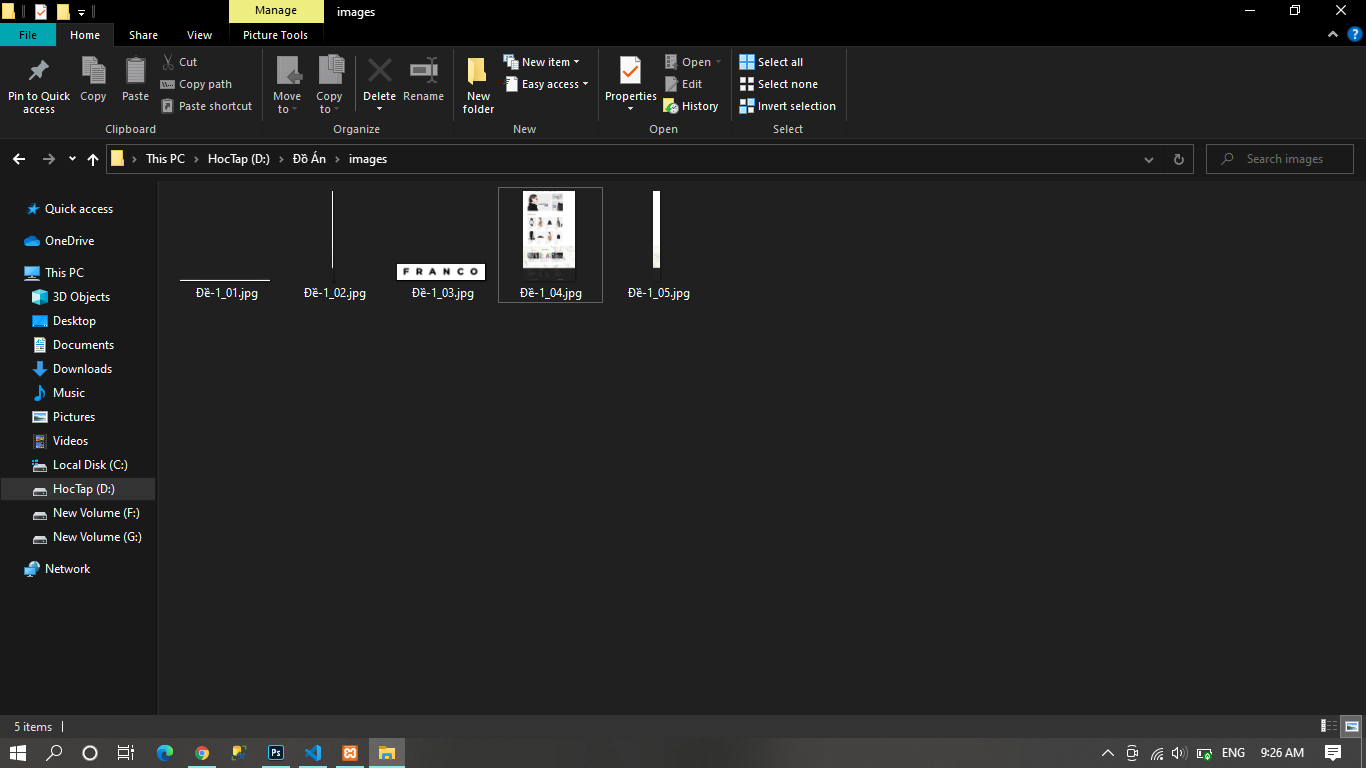 Manage
images
File
Home
Share
View
Picture Tools
Pin to Quick access
Copy
Paste
Cut
Copy path
Paste shortcut
Clipboard
Move to
Copy to
Delete
Rename
Organize
New folder
New item
Easy access
New
Properties
Open
Edit
History
Open
Select all
Select none
Invert selection
Select
This PC
HocTap (D:)
Đồ Án
images
Search images
Quick access
OneDrive
This PC
3D Objects
Desktop
Documents
Downloads
Music
Pictures
Videos
Local Disk (C:)
HocTap (D:)
New Volume (F:)
New Volume (G:)
Network
FRANCO
Đề-1_01.jpg
Đề-1_02.jpg
Đề-1_03.jpg
Đề-1_04.jpg
Đề-1_05.jpg
5 items
Ps
ENG
9:26 AM